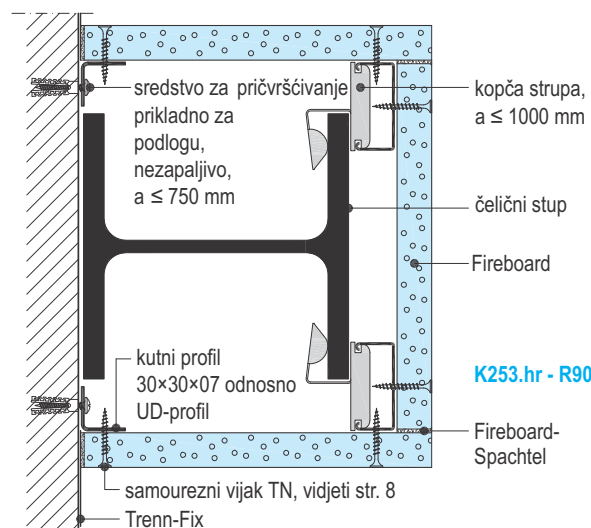 sredstvo za pričvršćivanje
prikladno za
podlogu,
nezapaljivo,
a ≤ 750 mm
kopča strupa,
a ≤ 1000 mm
čelični stup
Fireboard
kutni profil
30×30×07 odnosno
UD-profil
K253.hr - R90
Fireboard-
Spachtel
samourezni vijak TN, vidjeti str. 8
Trenn-Fix